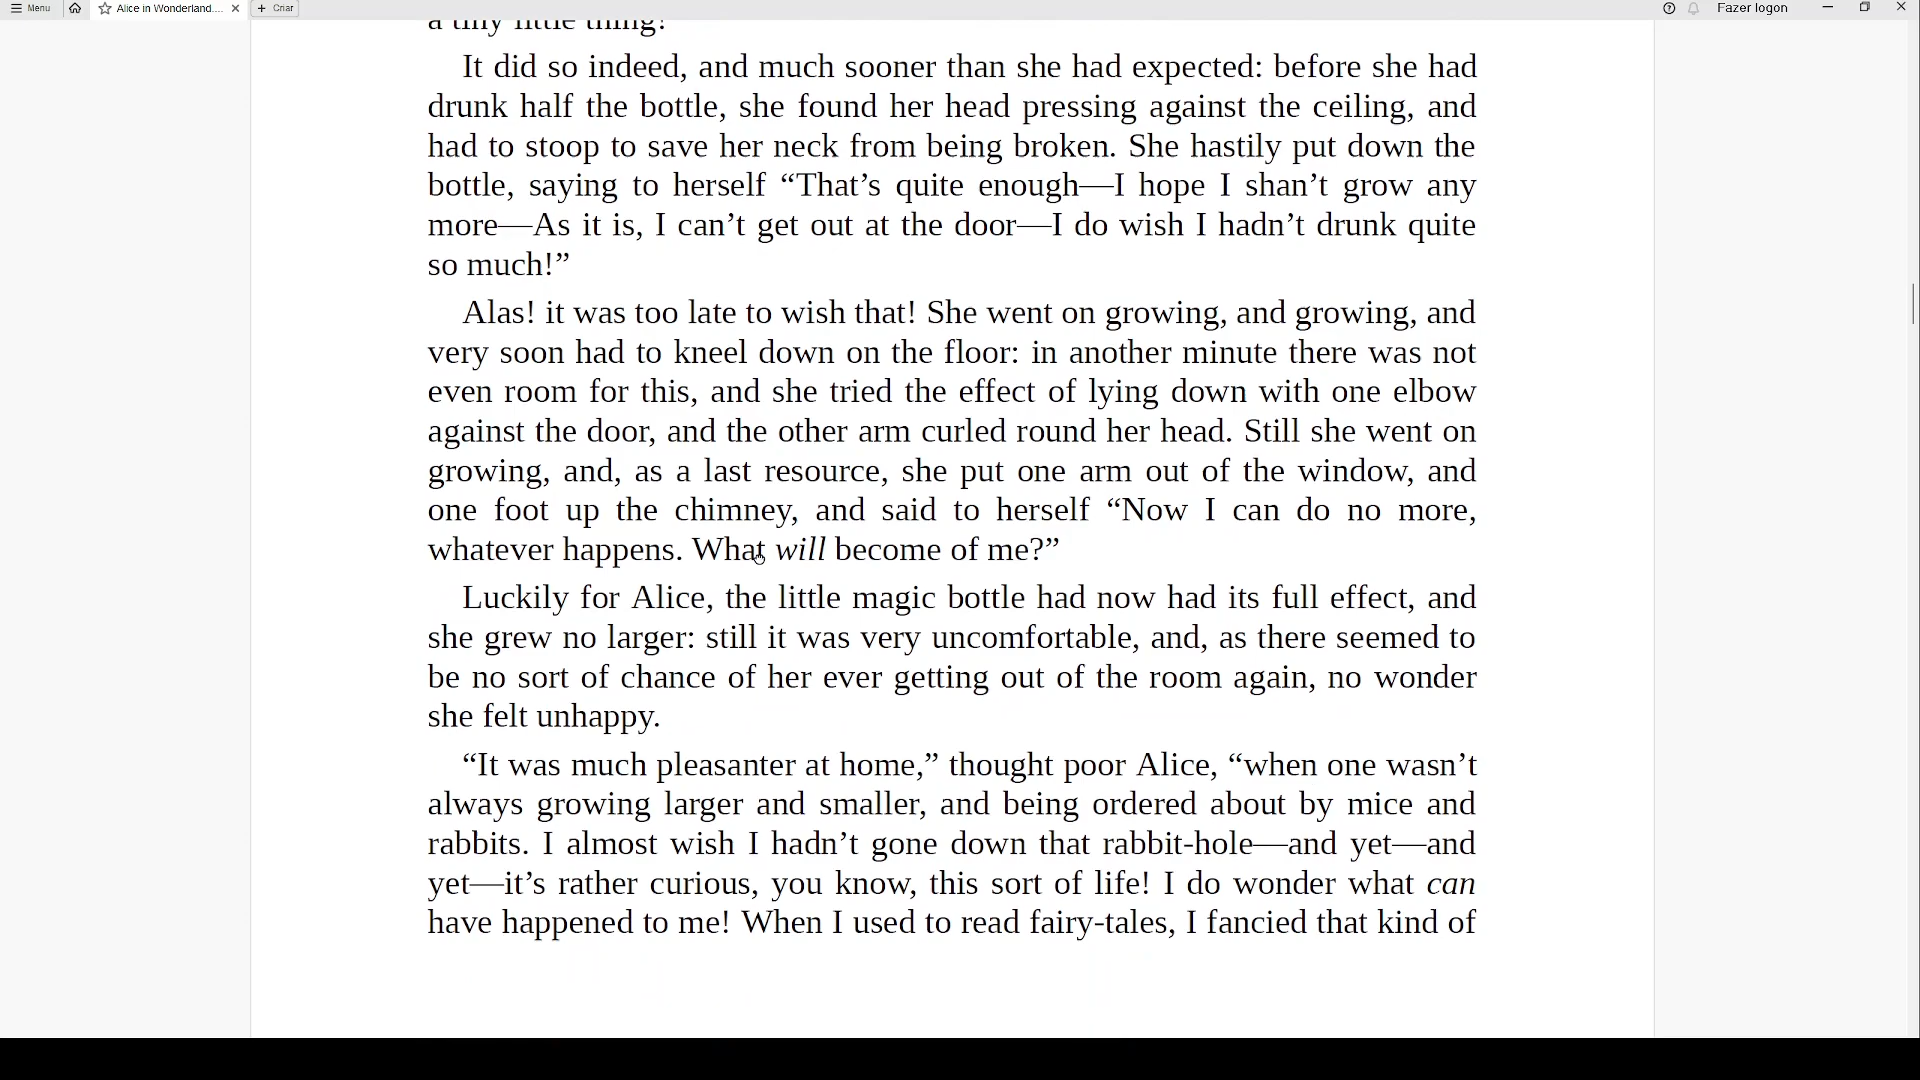 Menu
Alice in Wonderland....
Criar
Fazer logon
a tiny little thing!”
It did so indeed, and much sooner than she had expected: before she had
drunk half the bottle, she found her head pressing against the ceiling, and
had to stoop to save her neck from being broken. She hastily put down the
bottle, saying to herself “That’s quite enough—I hope I shan’t grow any
more—As it is, I can’t get out at the door—I do wish I hadn’t drunk quite
so much!”
Alas! it was too late to wish that! She went on growing, and growing, and
very soon had to kneel down on the floor: in another minute there was not
even room for this, and she tried the effect of lying down with one elbow
against the door, and the other arm curled round her head. Still she went on
growing, and, as a last resource, she put one arm out of the window, and
one foot up the chimney, and said to herself “Now I can do no more,
whatever happens. What will become of me?”
Luckily for Alice, the little magic bottle had now had its full effect, and
she grew no larger: still it was very uncomfortable, and, as there seemed to
be no sort of chance of her ever getting out of the room again, no wonder
she felt unhappy.
“It was much pleasanter at home,” thought poor Alice, “when one wasn’t
always growing larger and smaller, and being ordered about by mice and
rabbits. I almost wish I hadn’t gone down that rabbit-hole—and yet—and
yet—it’s rather curious, you know, this sort of life! I do wonder what can
have happened to me! When I used to read fairy-tales, I fancied that kind of